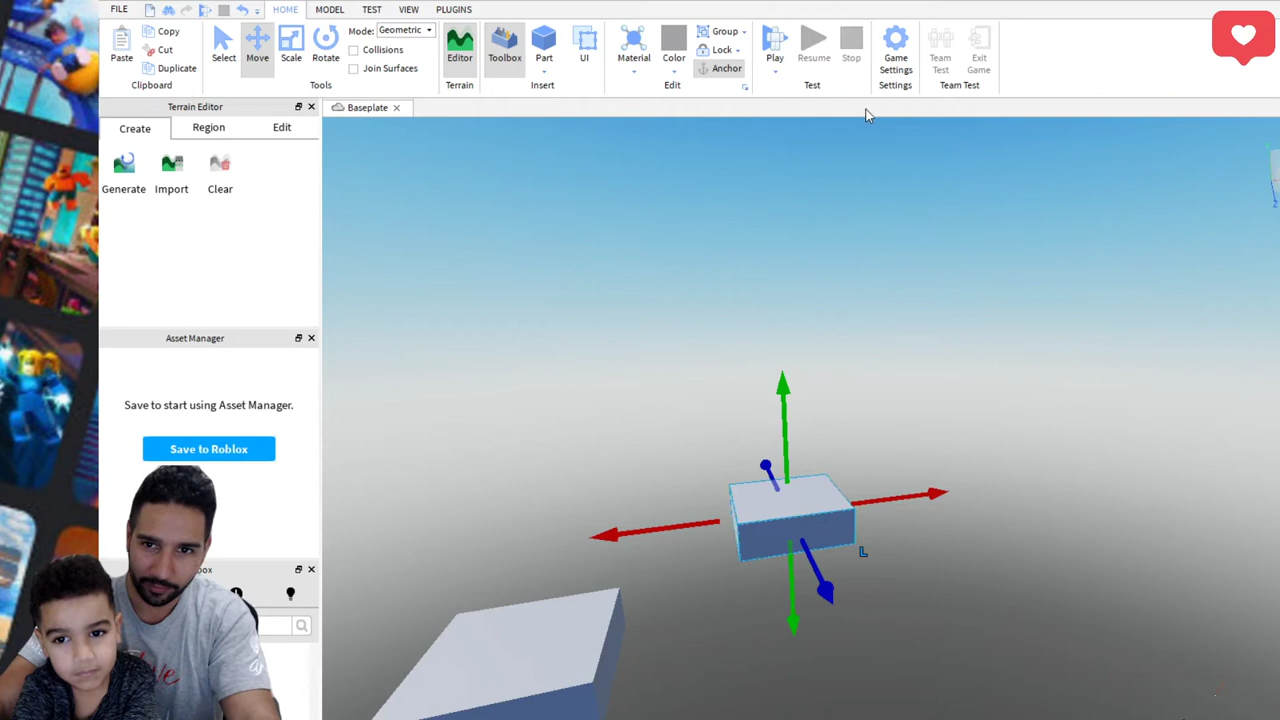 FILE HOME MODEL TEST VIEW PLUGINS
Copy
Cut
Paste
Duplicate
Clipboard
Select Move Scale Rotate
Mode: Geometric
Collisions
Join Surfaces
Tools
Editor
Terrain
Toolbox Part UI
Insert
Material Color
Group
Lock
Anchor
Edit
Play Resume Stop
Test
Game Settings
Settings
Team Test
Exit Game
Team Test
Terrain Editor
Baseplate
Create Region Edit
Generate Import Clear
Asset Manager
Save to start using Asset Manager.
Save to Roblox
L